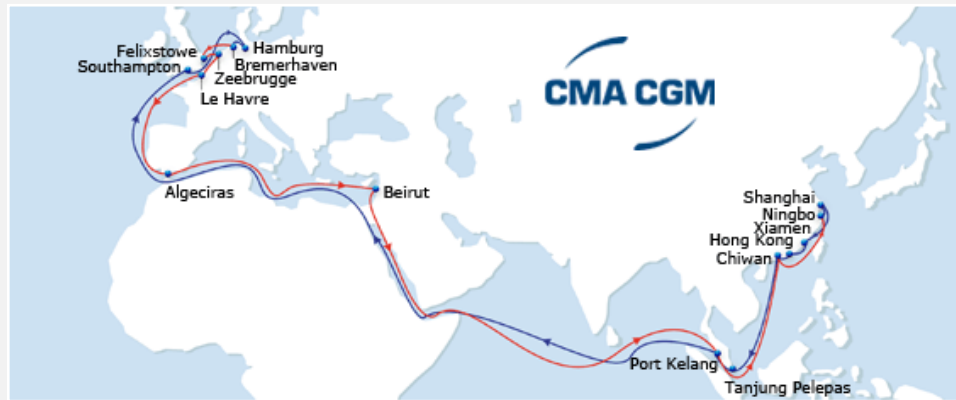 Felixstowe
Hamburg
Southampton
Bremerhaven
Zeebrugge
Le Havre
CMA CGM
Algeciras
Beirut
Shanghai
Ningbo
Xiamen
Hong Kong
Chiwan
Port Kelang
Tanjung Pelepas